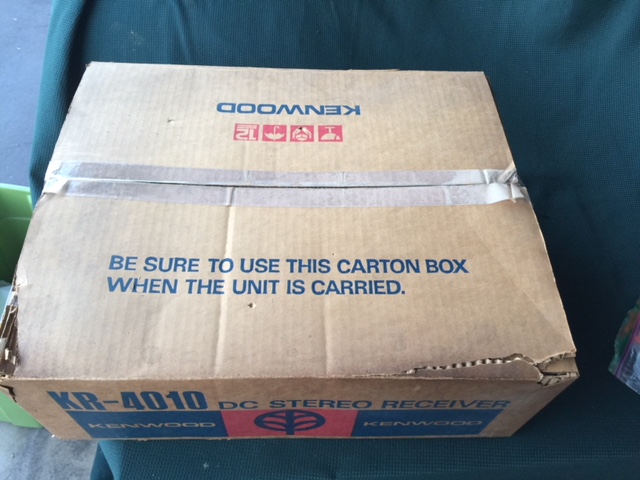 KENWOOD
12
BE SURE TO USE THIS CARTON BOX
WHEN THE UNIT IS CARRIED.
KR-4010 DC STEREO RECEIVER
KENWOOD KENWOOD